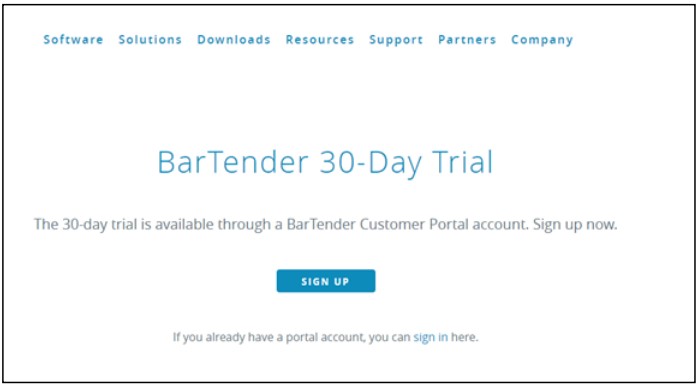 Software Solutions Downloads Resources Support Partners Company
BarTender 30-Day Trial
The 30-day trial is available through a BarTender Customer Portal account. Sign up now.
SIGN UP
If you already have a portal account, you can sign in here.